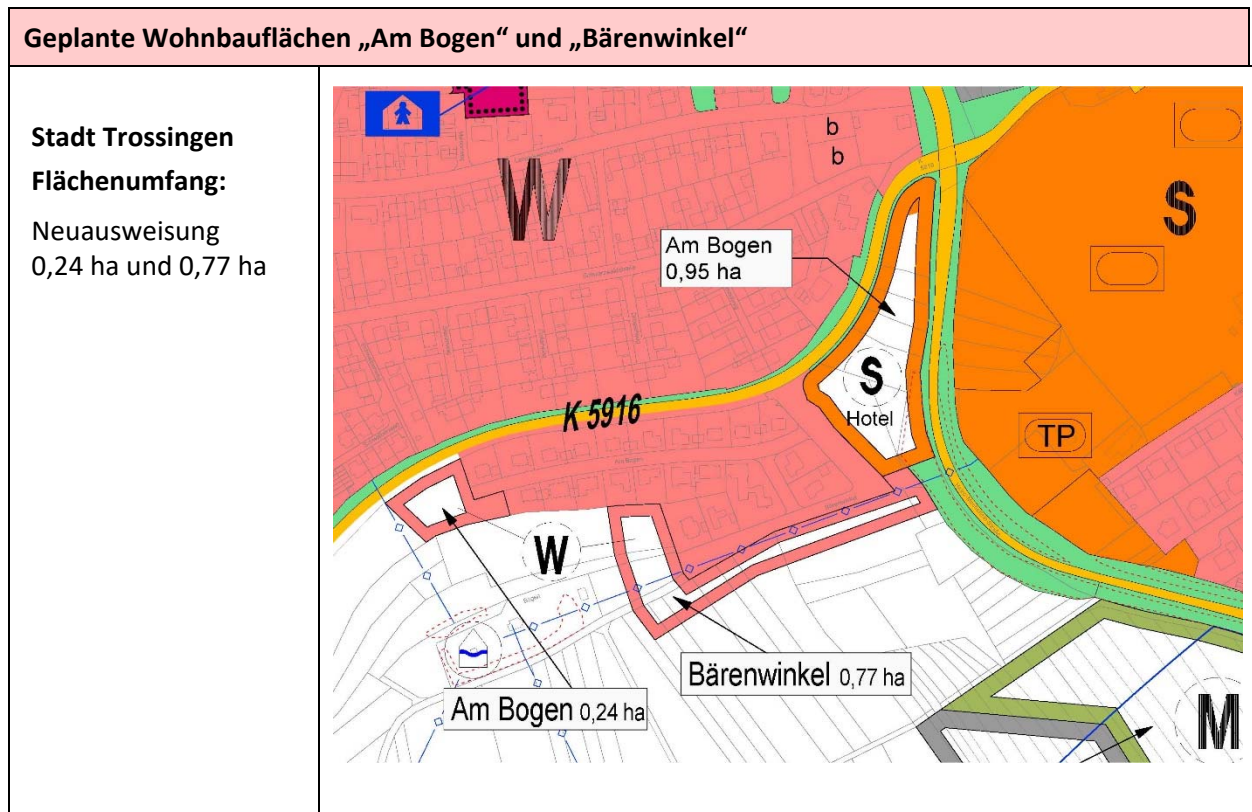 Geplante Wohnbauflächen „Am Bogen“ und „Bärenwinkel“
Stadt Trossingen
Flächenumfang:
Neuausweisung
0,24 ha und 0,77 ha
b
b
W
S
Am Bogen
0,95 ha
S
Hotel
K 5916
TP
W
Bärenwinkel 0,77 ha
Am Bogen 0,24 ha
M